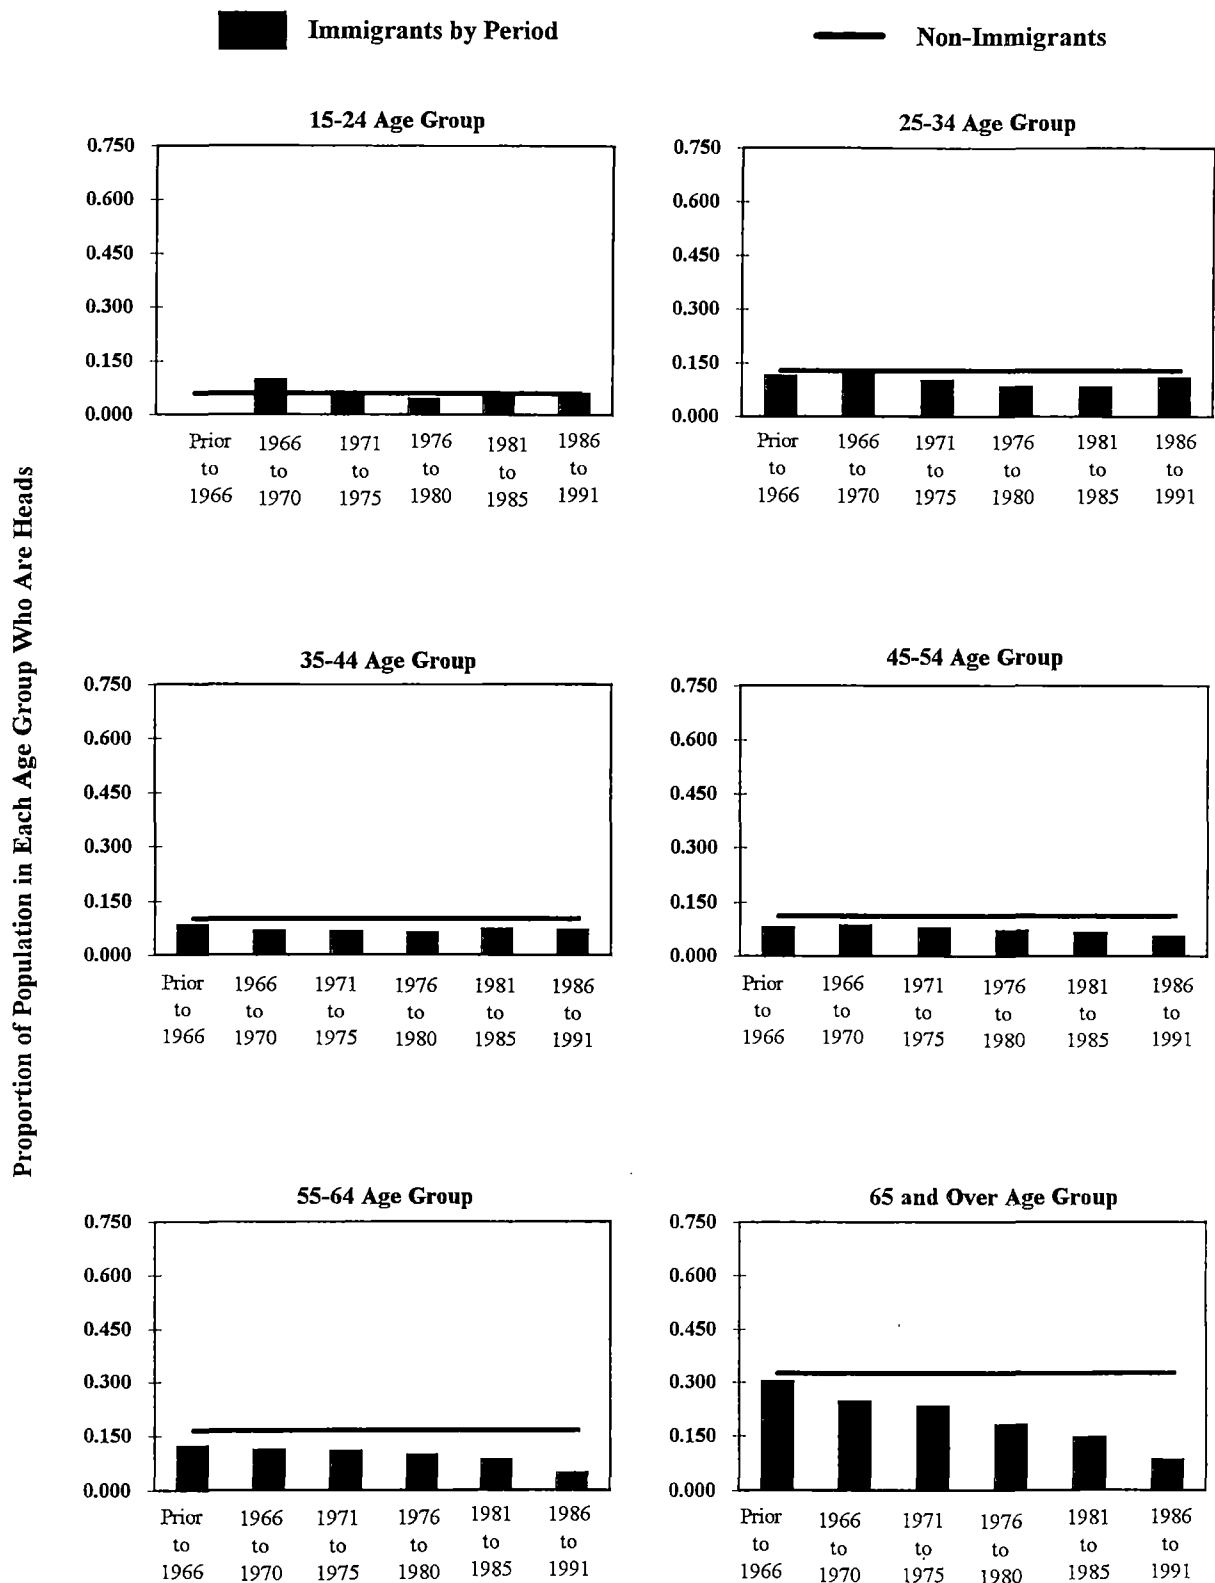 Immigrants by Period
Non-Immigrants
Proportion of Population in Each Age Group Who Are Heads
15-24 Age Group
0.750
0.600
0.450
0.300
0.150
0.000
Prior 1966 1971 1976 1981 1986
to to to to to to
1966 1970 1975 1980 1985 1991
25-34 Age Group
0.750
0.600
0.450
0.300
0.150
0.000
Prior 1966 1971 1976 1981 1986
to to to to to to
1966 1970 1975 1980 1985 1991
35-44 Age Group
0.750
0.600
0.450
0.300
0.150
0.000
Prior 1966 1971 1976 1981 1986
to to to to to to
1966 1970 1975 1980 1985 1991
45-54 Age Group
0.750
0.600
0.450
0.300
0.150
0.000
Prior 1966 1971 1976 1981 1986
to to to to to to
1966 1970 1975 1980 1985 1991
55-64 Age Group
0.750
0.600
0.450
0.300
0.150
0.000
Prior 1966 1971 1976 1981 1986
to to to to to to
1966 1970 1975 1980 1985 1991
65 and Over Age Group
0.750
0.600
0.450
0.300
0.150
0.000
Prior 1966 1971 1976 1981 1986
to to to to to to
1966 1970 1975 1980 1985 1991